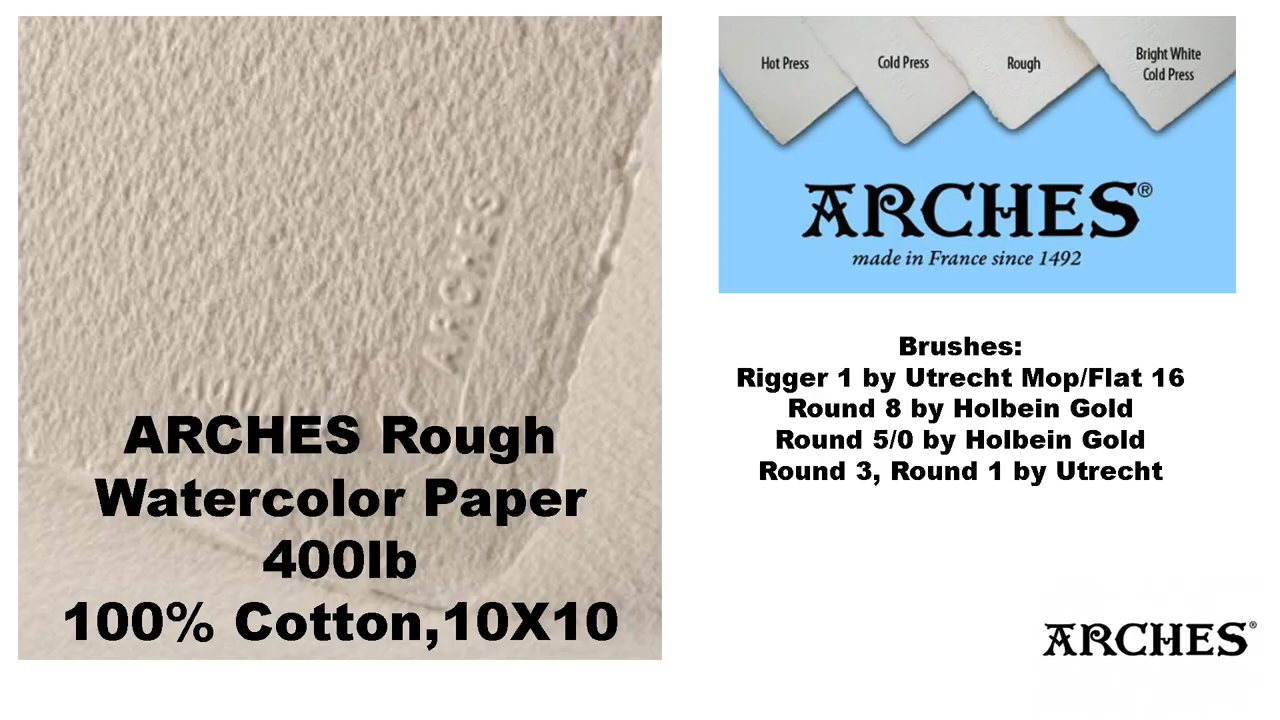 ARCHES
ARCHES Rough
Watercolor Paper
400lb
100% Cotton,10X10
Hot Press
Cold Press
Rough
Bright White
Cold Press
ARCHES®
made in France since 1492
Brushes:
Rigger 1 by Utrecht Mop/Flat 16
Round 8 by Holbein Gold
Round 5/0 by Holbein Gold
Round 3, Round 1 by Utrecht
ARCHES®